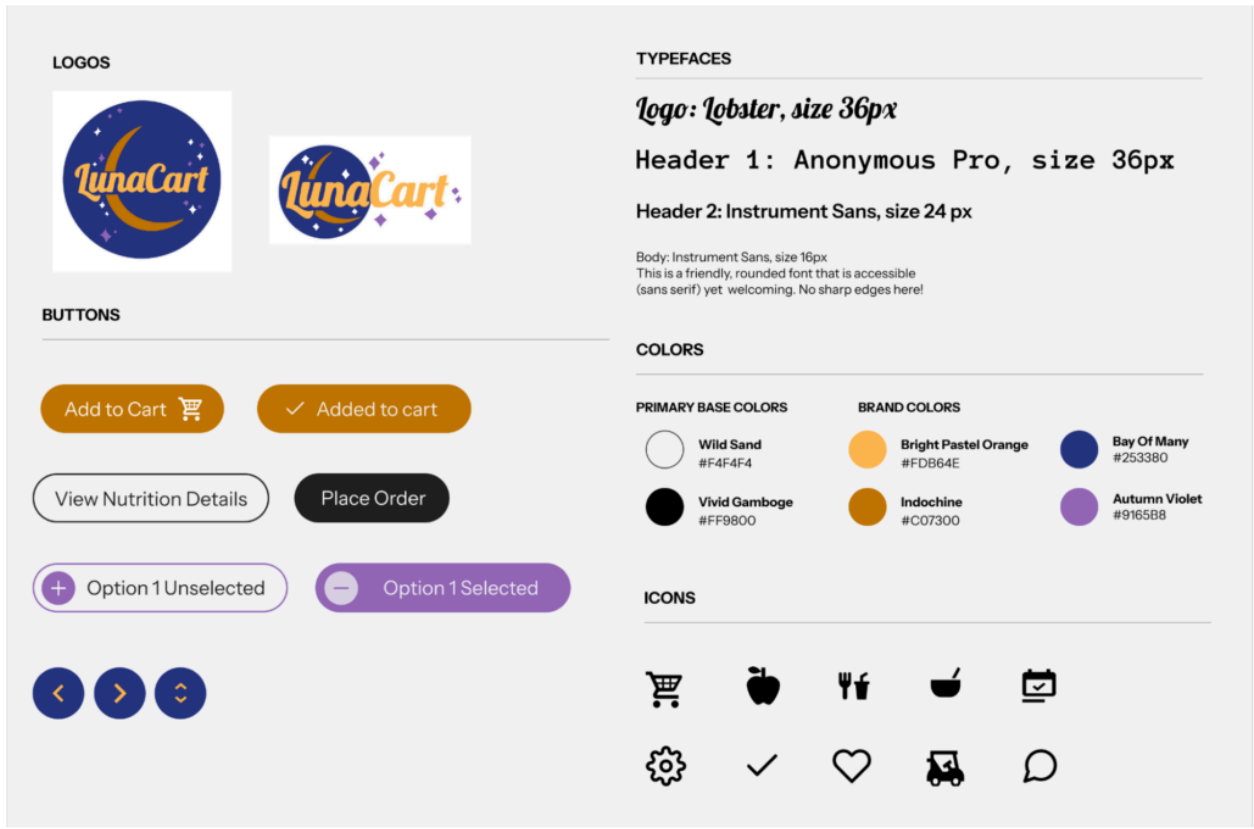 LOGOS
LunaCart
LunaCart
BUTTONS
Add to Cart
Added to cart
View Nutrition Details
Place Order
Option 1 Unselected
Option 1 Selected
TYPEFACES
Logo: Lobster, size 36px
Header 1: Anonymous Pro, size 36px
Header 2: Instrument Sans, size 24 px
Body: Instrument Sans, size 16px
This is a friendly, rounded font that is accessible
(sans serif) yet welcoming. No sharp edges here!
COLORS
PRIMARY BASE COLORS
Wild Sand
#F4F4F4
Vivid Gamboge
#FF9800
BRAND COLORS
Bright Pastel Orange
#FDB64E
Indochine
#C07300
Bay Of Many
#253380
Autumn Violet
#9165B8
ICONS